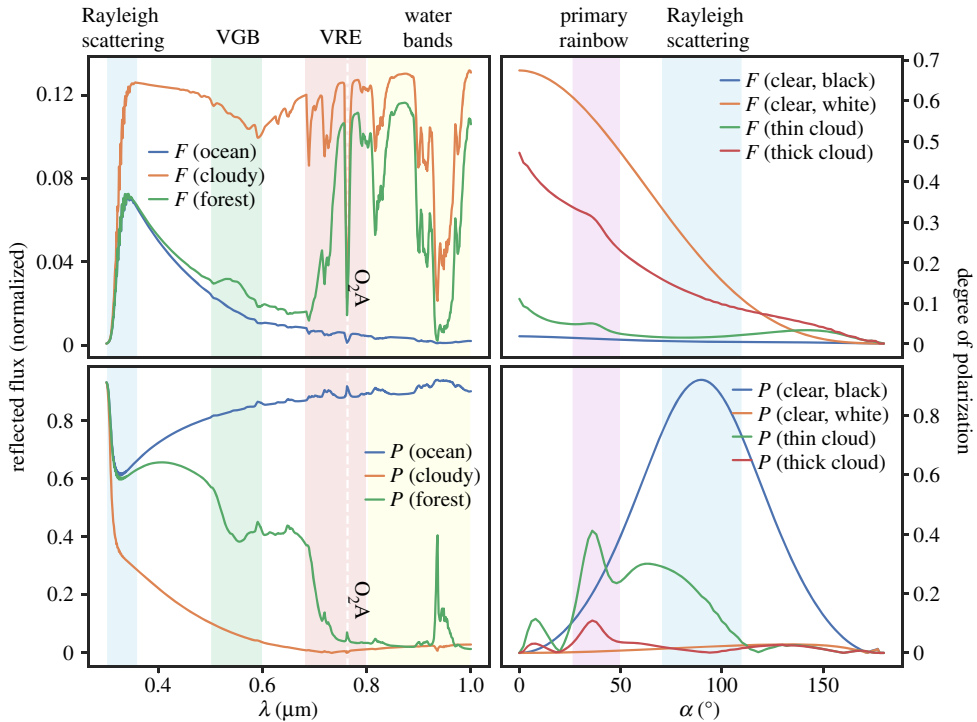 Rayleigh scattering
VGB
VRE
water bands
primary rainbow
Rayleigh scattering
reflected flux (normalized)
0.12
0.08
0.04
0
F (ocean)
F (cloudy)
F (forest)
O2A
F (clear, black)
F (clear, white)
F (thin cloud)
F (thick cloud)
0.7
0.6
0.5
0.4
0.3
0.2
0.1
0
degree of polarization
0.8
0.6
0.4
0.2
0
P (ocean)
P (cloudy)
P (forest)
O2A
0.4
0.6
0.8
1.0
λ (μm)
P (clear, black)
P (clear, white)
P (thin cloud)
P (thick cloud)
0.8
0.6
0.4
0.2
0
0
50
100
150
α (°)